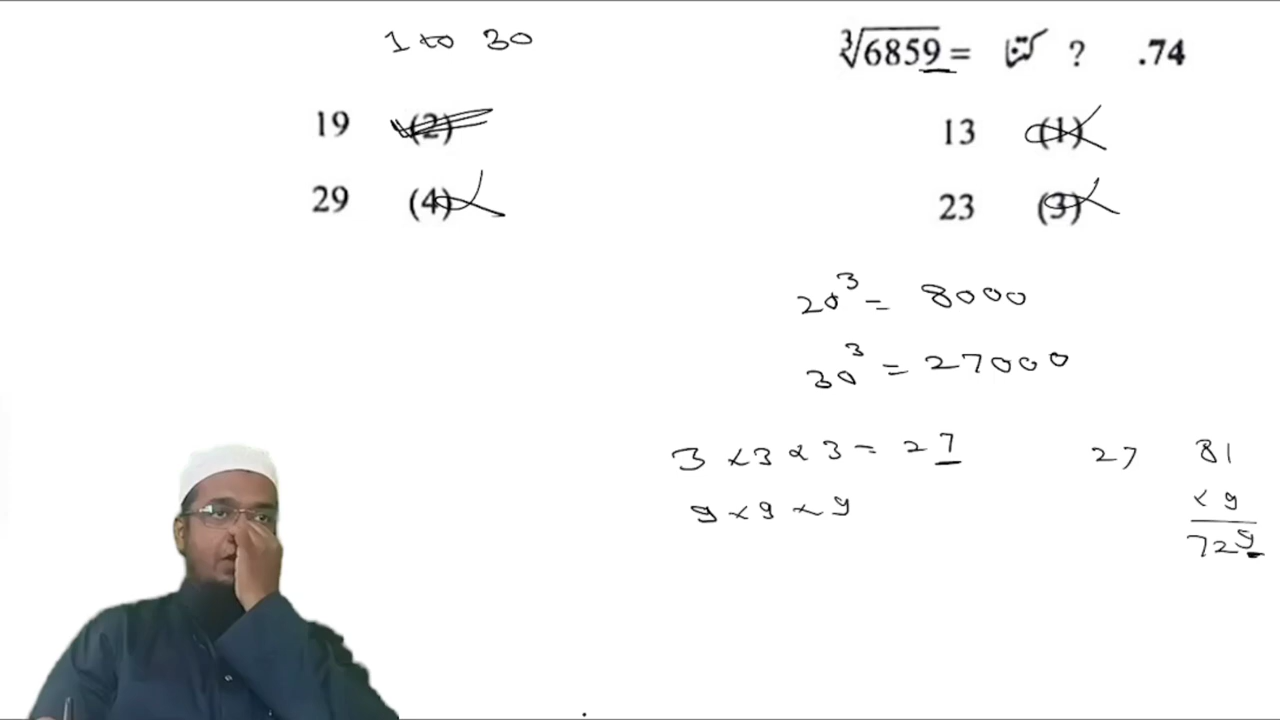 1 to 30
∛6859 = کتنا ? .74
13 (1)
19 (2)
23 (3)
29 (4)
20³ = 8000
30³ = 27000
3 × 3 × 3 = 27
9 × 9 × 9
27
81
× 9
729